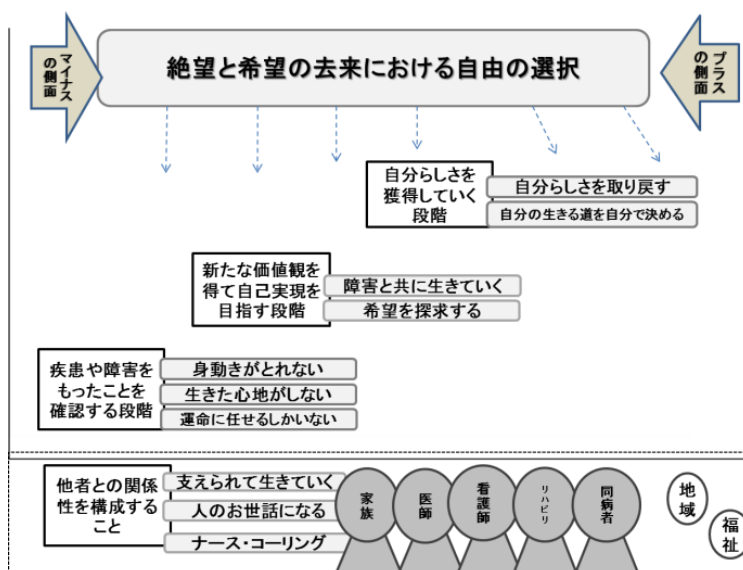 マイナス
の側面
絶望と希望の去来における自由の選択
プラス
の側面
自分らしさを
獲得していく
段階
自分らしさを取り戻す
自分の生きる道を自分で決める
新たな価値観を
得て自己実現を
目指す段階
障害と共に生きていく
希望を探求する
疾患や障害を
もったことを
確認する段階
身動きがとれない
生きた心地がしない
運命に任せるしかいない
他者との関係
性を構成する
こと
支えられて生きていく
人のお世話になる
ナース・コーリング
家族
医師
看護師
リハビリ
同病者
地域
福祉